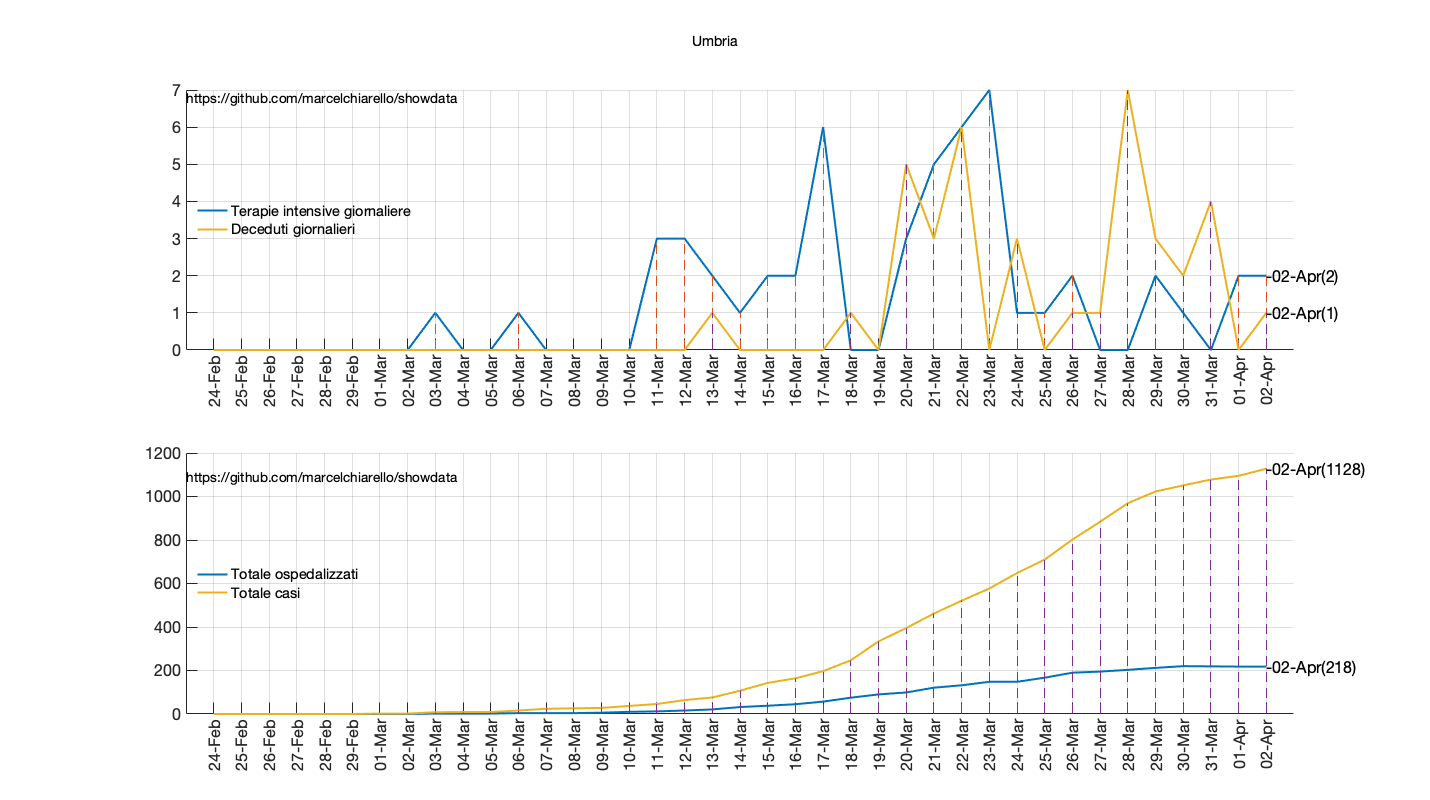 Umbria
7
https://github.com/marcelchiarello/showdata
6
5
4
Terapie intensive giornaliere
Deceduti giornalieri
3
2
-02-Apr(2)
1
-02-Apr(1)
0
24-Feb
25-Feb
26-Feb
27-Feb
28-Feb
29-Feb
01-Mar
02-Mar
03-Mar
04-Mar
05-Mar
06-Mar
07-Mar
08-Mar
09-Mar
10-Mar
11-Mar
12-Mar
13-Mar
14-Mar
15-Mar
16-Mar
17-Mar
18-Mar
19-Mar
20-Mar
21-Mar
22-Mar
23-Mar
24-Mar
25-Mar
26-Mar
27-Mar
28-Mar
29-Mar
30-Mar
31-Mar
01-Apr
02-Apr
1200
-02-Apr(1128)
https://github.com/marcelchiarello/showdata
1000
800
600
Totale ospedalizzati
Totale casi
400
200
-02-Apr(218)
0
24-Feb
25-Feb
26-Feb
27-Feb
28-Feb
29-Feb
01-Mar
02-Mar
03-Mar
04-Mar
05-Mar
06-Mar
07-Mar
08-Mar
09-Mar
10-Mar
11-Mar
12-Mar
13-Mar
14-Mar
15-Mar
16-Mar
17-Mar
18-Mar
19-Mar
20-Mar
21-Mar
22-Mar
23-Mar
24-Mar
25-Mar
26-Mar
27-Mar
28-Mar
29-Mar
30-Mar
31-Mar
01-Apr
02-Apr